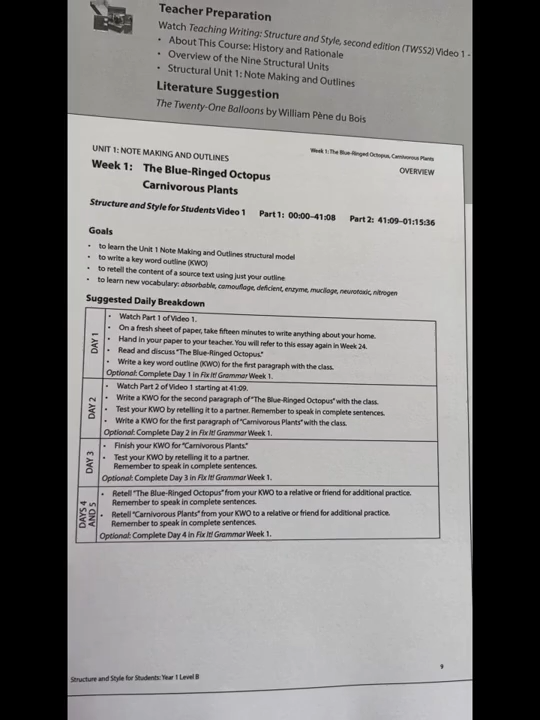 Teacher Preparation
Watch Teaching Writing: Structure and Style, second edition (TWSS2) Video 1 -
• About This Course: History and Rationale
• Overview of the Nine Structural Units
• Structural Unit 1: Note Making and Outlines
Literature Suggestion
The Twenty-One Balloons by William Pène du Bois
Week 1: The Blue-Ringed Octopus, Carnivorous Plants
UNIT 1: NOTE MAKING AND OUTLINES
OVERVIEW
Week 1: The Blue-Ringed Octopus
Carnivorous Plants
Structure and Style for Students Video 1 Part 1: 00:00–41:08 Part 2: 41:09–01:15:36
Goals
• to learn the Unit 1 Note Making and Outlines structural model
• to write a key word outline (KWO)
• to retell the content of a source text using just your outline
• to learn new vocabulary: absorbable, camouflage, deficient, enzyme, mucilage, neurotoxic, nitrogen
Suggested Daily Breakdown
DAY 1
• Watch Part 1 of Video 1.
• On a fresh sheet of paper, take fifteen minutes to write anything about your home.
• Hand in your paper to your teacher. You will refer to this essay again in Week 24.
• Read and discuss "The Blue-Ringed Octopus."
• Write a key word outline (KWO) for the first paragraph with the class.
Optional: Complete Day 1 in Fix It! Grammar Week 1.
DAY 2
• Watch Part 2 of Video 1 starting at 41:09.
• Write a KWO for the second paragraph of "The Blue-Ringed Octopus" with the class.
• Test your KWO by retelling it to a partner. Remember to speak in complete sentences.
• Write a KWO for the first paragraph of "Carnivorous Plants" with the class.
Optional: Complete Day 2 in Fix It! Grammar Week 1.
DAY 3
• Finish your KWO for "Carnivorous Plants."
• Test your KWO by retelling it to a partner.
Remember to speak in complete sentences.
Optional: Complete Day 3 in Fix It! Grammar Week 1.
DAYS 4
AND 5
• Retell "The Blue-Ringed Octopus" from your KWO to a relative or friend for additional practice.
Remember to speak in complete sentences.
• Retell "Carnivorous Plants" from your KWO to a relative or friend for additional practice.
Remember to speak in complete sentences.
Optional: Complete Day 4 in Fix It! Grammar Week 1.
Structure and Style for Students: Year 1 Level B
9